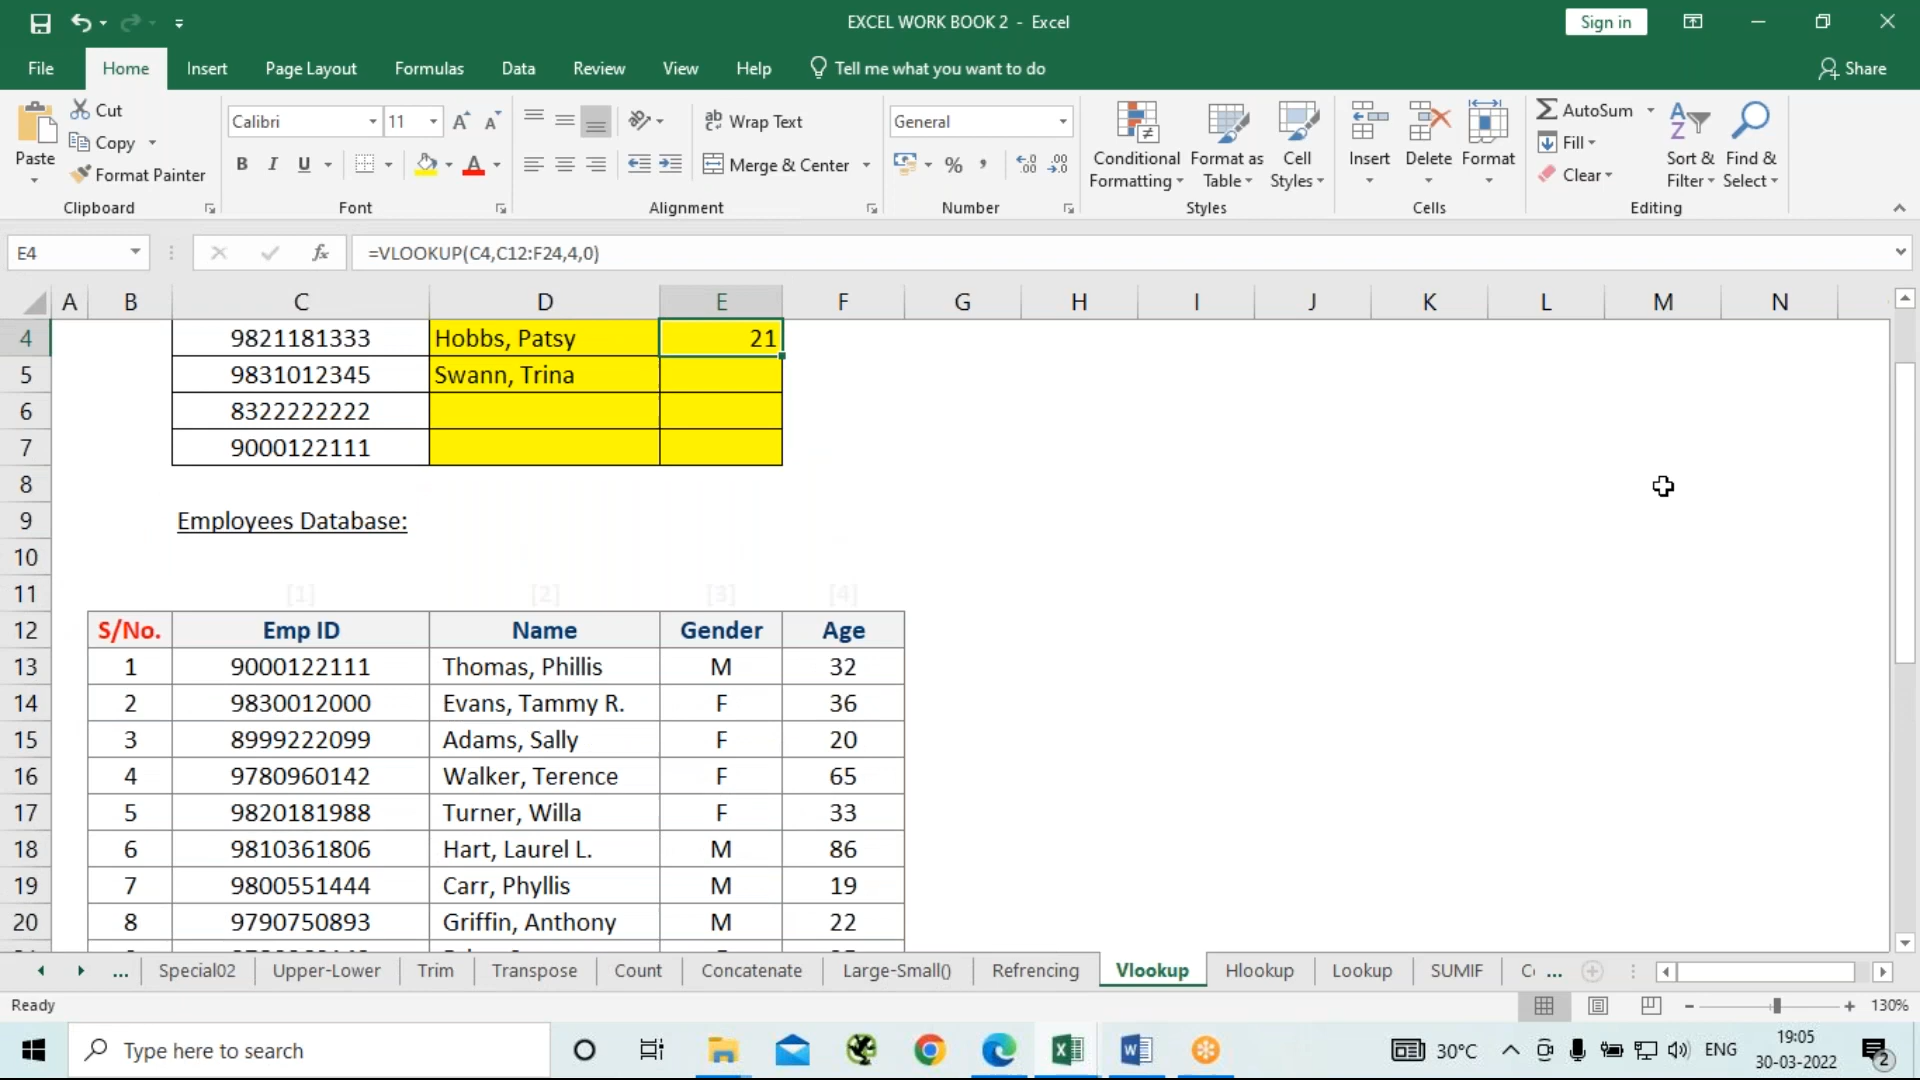 EXCEL WORK BOOK 2 - Excel
Sign in
File Home Insert Page Layout Formulas Data Review View Help Tell me what you want to do Share
Paste Cut Copy Format Painter
Calibri 11
B I U A
ab Wrap Text
Merge & Center
General
%
Conditional Formatting Format as Table Cell Styles
Insert Delete Format
AutoSum Fill Clear
Sort & Filter Find & Select
Clipboard Font Alignment Number Styles Cells Editing
E4 fx =VLOOKUP(C4,C12:F24,4,0)
A B C D E F G H I J K L M N
4 9821181333 Hobbs, Patsy 21
5 9831012345 Swann, Trina
6 8322222222
7 9000122111
8
9 Employees Database:
10
11 [1] [2] [3] [4]
12 S/No. Emp ID Name Gender Age
13 1 9000122111 Thomas, Phillis M 32
14 2 9830012000 Evans, Tammy R. F 36
15 3 8999222099 Adams, Sally F 20
16 4 9780960142 Walker, Terence F 65
17 5 9820181988 Turner, Willa F 33
18 6 9810361806 Hart, Laurel L. M 86
19 7 9800551444 Carr, Phyllis M 19
20 8 9790750893 Griffin, Anthony M 22
... Special02 Upper-Lower Trim Transpose Count Concatenate Large-Small() Refrencing Vlookup Hlookup Lookup SUMIF ...
Ready 130%
Type here to search 30°C ENG 19:05
30-03-2022 2